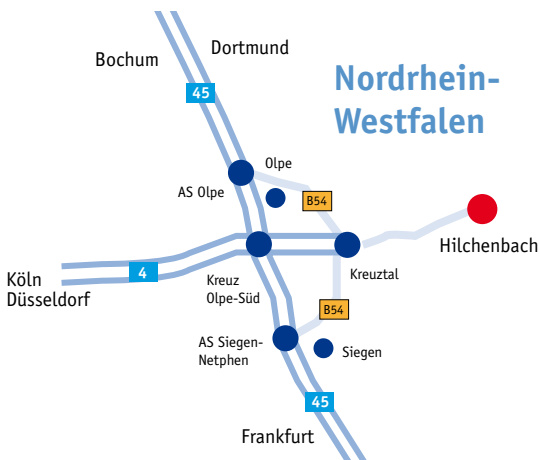 Dortmund
Bochum
Nordrhein-
Westfalen
45
Olpe
AS Olpe
B54
Hilchenbach
Kreuz
Olpe-Süd
Kreuztal
4
Köln
Düsseldorf
B54
AS Siegen-
Netphen
Siegen
45
Frankfurt